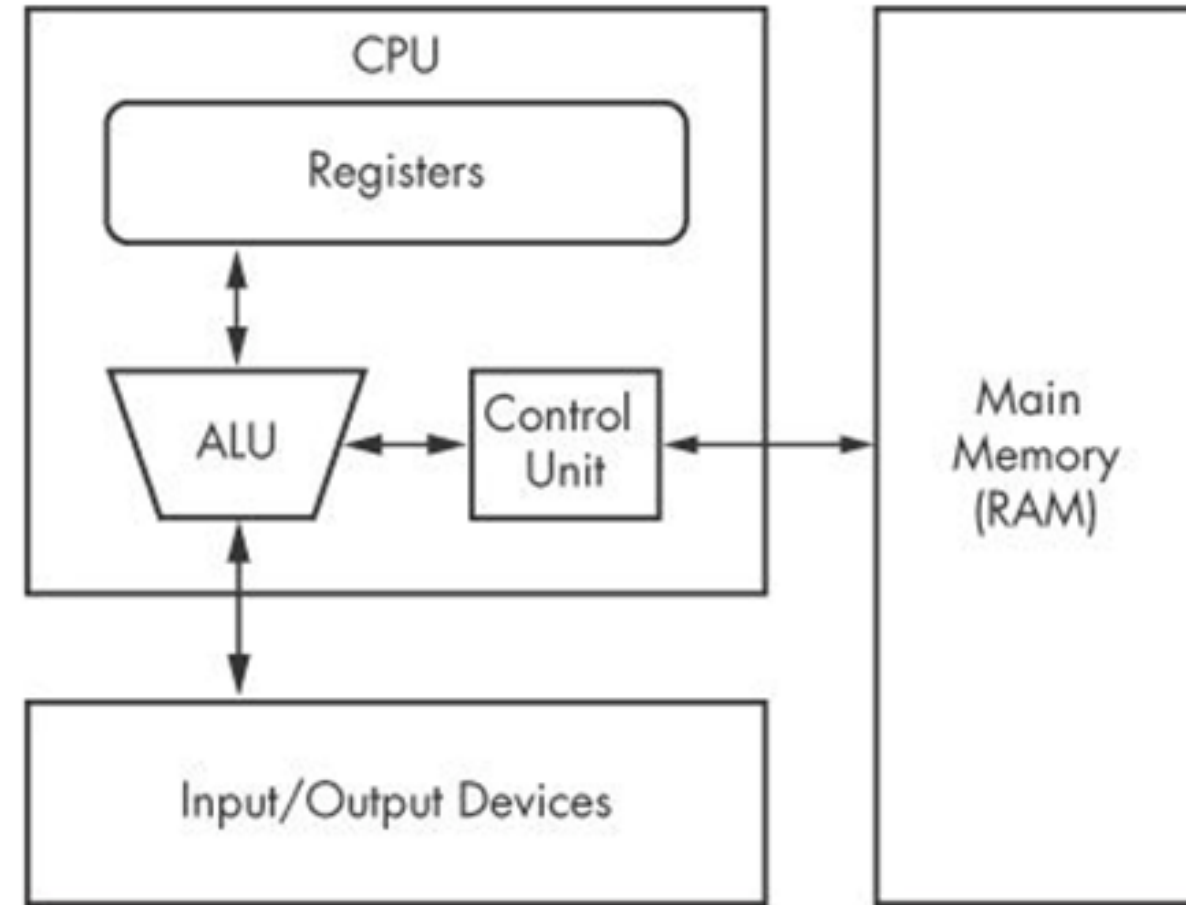 CPU
Registers
ALU
Control
Unit
Main
Memory
(RAM)
Input/Output Devices